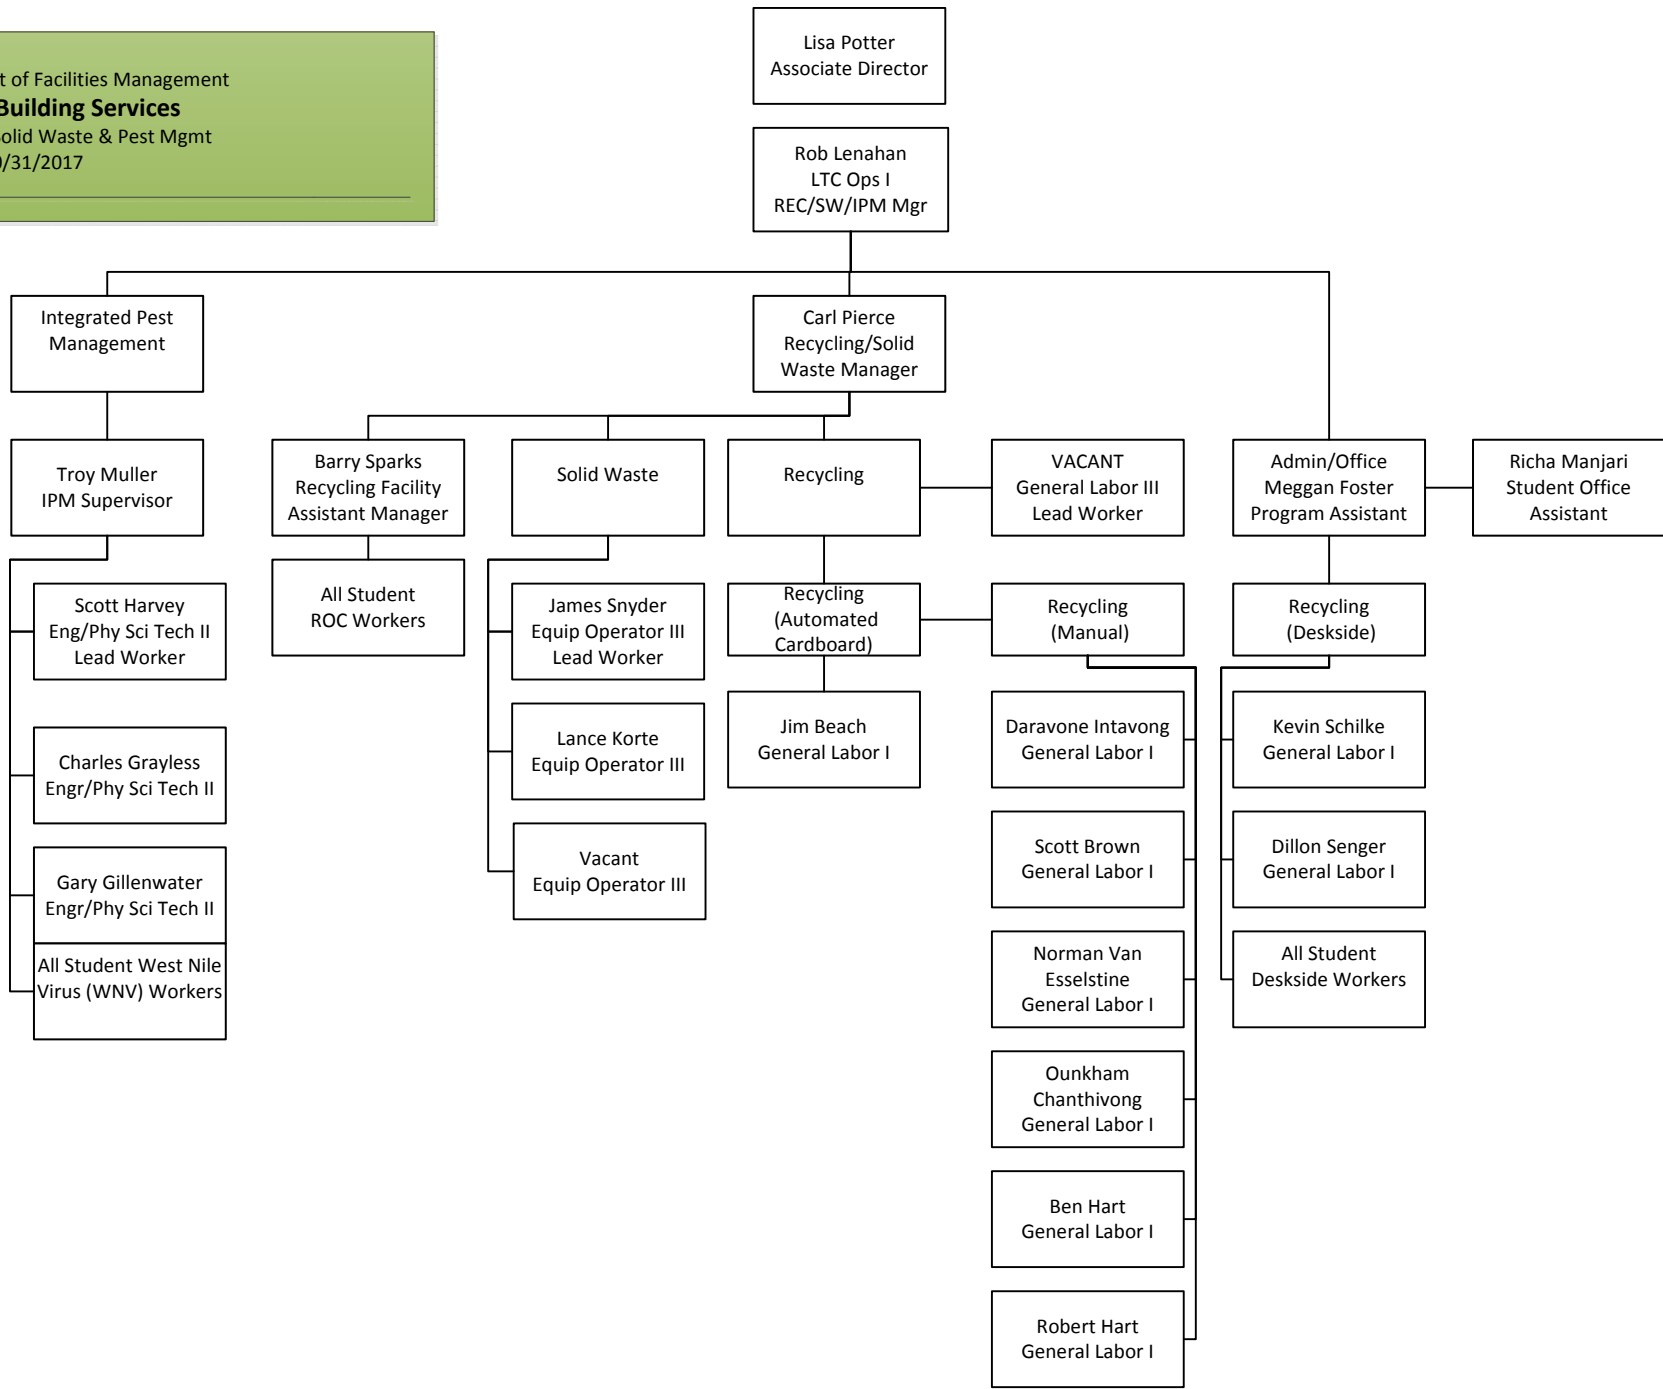 of Facilities Management
Building Services
Solid Waste & Pest Mgmt
/31/2017
Lisa Potter
Associate Director
Rob Lenahan
LTC Ops I
REC/SW/IPM Mgr
Integrated Pest
Management
Carl Pierce
Recycling/Solid
Waste Manager
Troy Muller
IPM Supervisor
Barry Sparks
Recycling Facility
Assistant Manager
Solid Waste
Recycling
VACANT
General Labor III
Lead Worker
Admin/Office
Meggan Foster
Program Assistant
Richa Manjari
Student Office
Assistant
Scott Harvey
Eng/Phy Sci Tech II
Lead Worker
All Student
ROC Workers
James Snyder
Equip Operator III
Lead Worker
Recycling
(Automated
Cardboard)
Recycling
(Manual)
Recycling
(Deskside)
Charles Grayless
Engr/Phy Sci Tech II
Lance Korte
Equip Operator III
Jim Beach
General Labor I
Daravone Intavong
General Labor I
Kevin Schilke
General Labor I
Gary Gillenwater
Engr/Phy Sci Tech II
Vacant
Equip Operator III
Scott Brown
General Labor I
Dillon Senger
General Labor I
All Student West Nile
Virus (WNV) Workers
Norman Van
Esselstine
General Labor I
All Student
Deskside Workers
Ounkham
Chanthivong
General Labor I
Ben Hart
General Labor I
Robert Hart
General Labor I